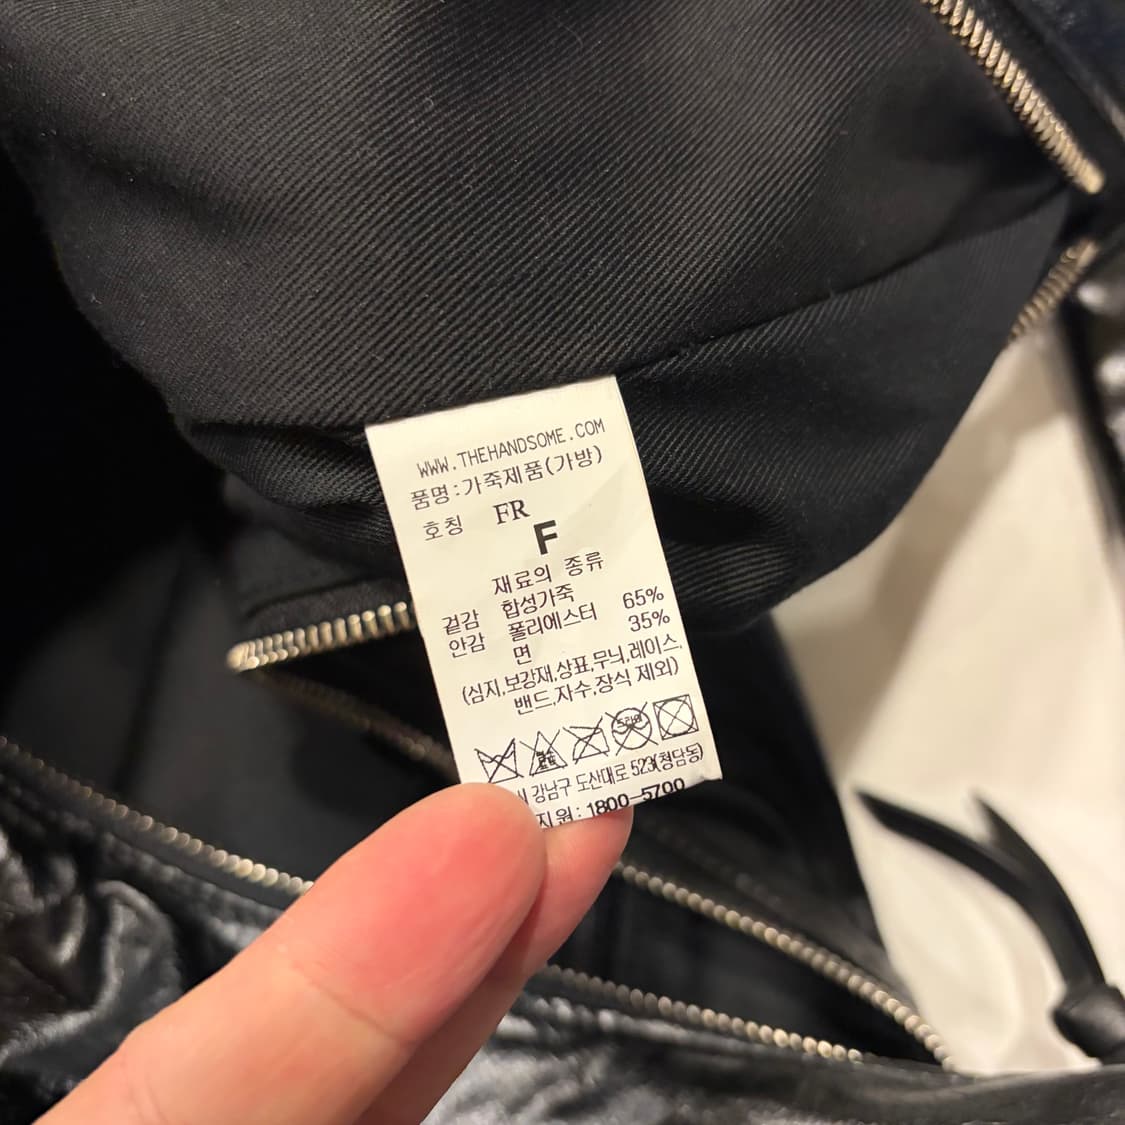 WWW.THEHANDSOME.COM
품명:가죽제품(가방)
호칭 FR
F
재료의 종류
겉감 합성가죽
안감 폴리에스터 65%
면 35%
(심지,보강재,상표,무늬,레이스,
밴드,자수,장식 제외)
강남구 도산대로 523(청담동)
지원: 1800-5700